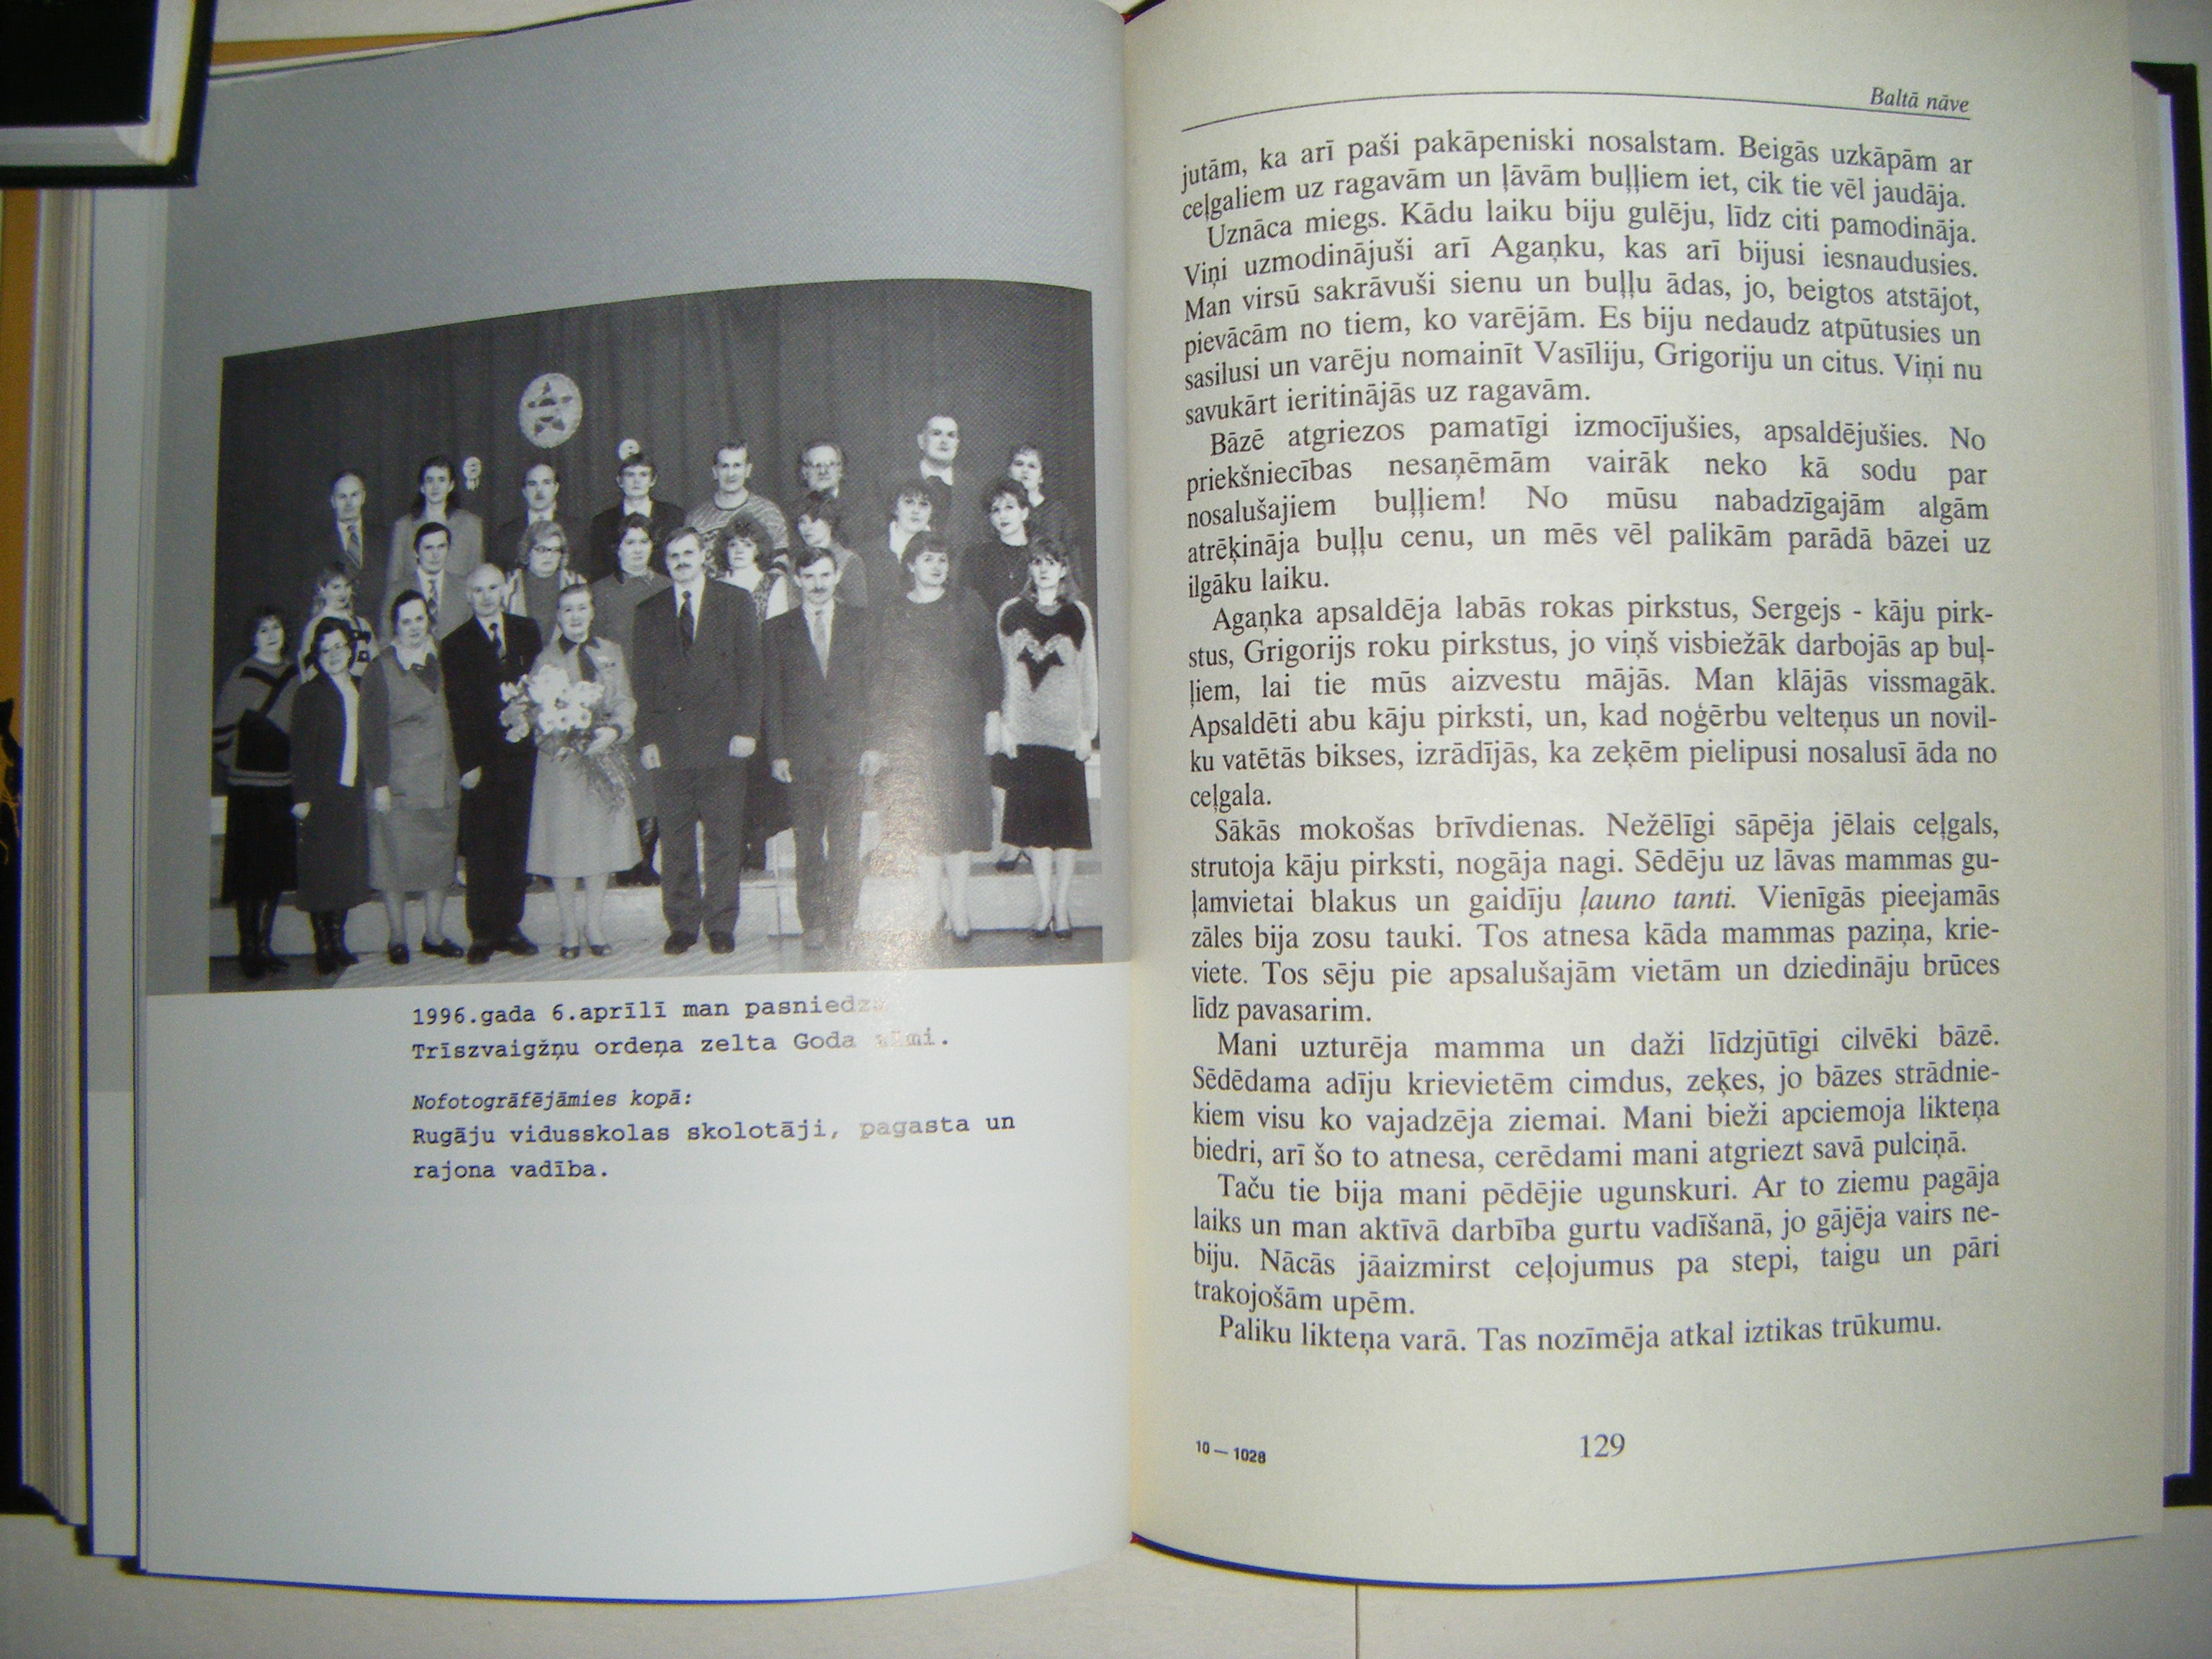 1996.gada 6.aprīlī man pasniedza
Trīszvaigžņu ordeņa zelta Goda zīmi.
Nofotogrāfējāmies kopā:
Rugāju vidusskolas skolotāji, pagasta un
rajona vadība.
Baltā nāve
jutām, ka arī paši pakāpeniski nosalstam. Beigās uzkāpām ar
ceļgaliem uz ragavām un ļāvām buļļiem iet, cik tie vēl jaudāja.
Uznāca miegs. Kādu laiku biju gulēju, līdz citi pamodināja.
Viņi uzmodinājuši arī Agaņku, kas arī bijusi iesnaudusies.
Man virsū sakrāvuši sienu un buļļu ādas, jo, beigtos atstājot,
pievācām no tiem, ko varējām. Es biju nedaudz atpūtusies un
sasilusi un varēju nomainīt Vasīliju, Grigoriju un citus. Viņi nu
savukārt ieritinājās uz ragavām.
Bāzē atgriezos pamatīgi izmocījušies, apsaldējušies. No
priekšniecības nesaņēmām vairāk neko kā sodu par
nosalušajiem buļļiem! No mūsu nabadzīgajām algām
atrēķināja buļļu cenu, un mēs vēl palikām parādā bāzei uz
ilgāku laiku.
Agaņka apsaldēja labās rokas pirkstus, Sergejs - kāju pirk-
stus, Grigorijs roku pirkstus, jo viņš visbiežāk darbojās ap buļ-
ļiem, lai tie mūs aizvestu mājās. Man klājās vissmagāk.
Apsaldēti abu kāju pirksti, un, kad noģērbu velteņus un novil-
ku vatētās bikses, izrādījās, ka zeķēm pielipusi nosalusī āda no
ceļgala.
Sākās mokošas brīvdienas. Nežēlīgi sāpēja jēlais ceļgals,
strutoja kāju pirksti, nogāja nagi. Sēdēju uz lāvas mammas gu-
ļamvietai blakus un gaidīju ļauno tanti. Vienīgās pieejamās
zāles bija zosu tauki. Tos atnesa kāda mammas paziņa, krie-
viete. Tos sēju pie apsalušajām vietām un dziedināju brūces
līdz pavasarim.
Mani uzturēja mamma un daži līdzjūtīgi cilvēki bāzē.
Sēdēdama adīju krievietēm cimdus, zeķes, jo bāzes strādnie-
kiem visu ko vajadzēja ziemai. Mani bieži apciemoja likteņa
biedri, arī šo to atnesa, cerēdami mani atgriezt savā pulciņā.
Taču tie bija mani pēdējie ugunskuri. Ar to ziemu pagāja
laiks un man aktīvā darbība gurtu vadīšanā, jo gājēja vairs ne-
biju. Nācās jāaizmirst ceļojumus pa stepi, taigu un pāri
trakojošām upēm.
Paliku likteņa varā. Tas nozīmēja atkal iztikas trūkumu.
10 — 1028
129